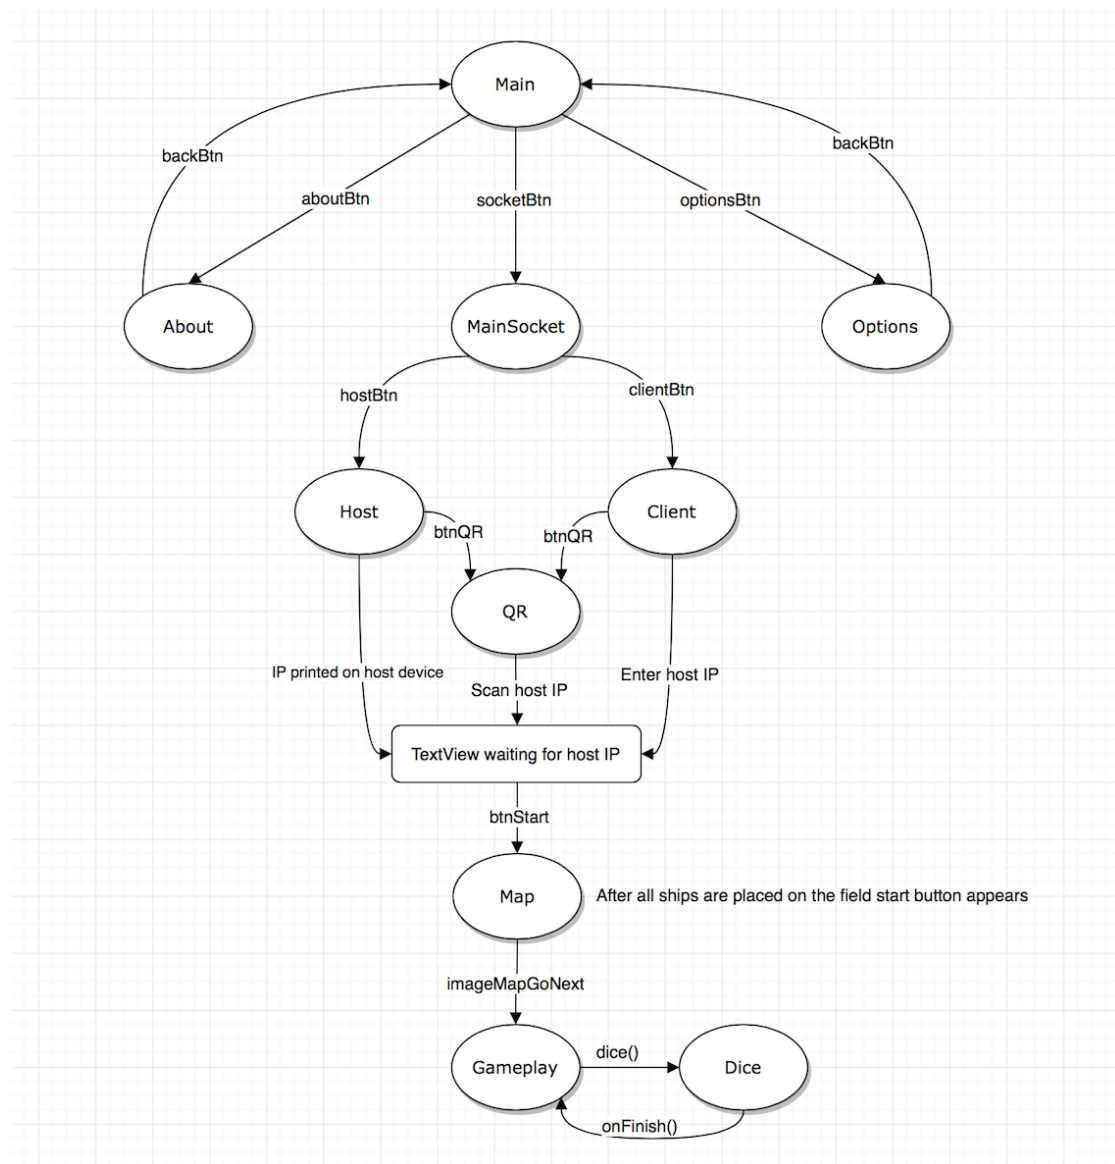 Main
backBtn
backBtn
aboutBtn
socketBtn
optionsBtn
About
MainSocket
Options
hostBtn
clientBtn
Host
Client
btnQR
btnQR
QR
IP printed on host device
Enter host IP
Scan host IP
TextView waiting for host IP
btnStart
Map
After all ships are placed on the field start button appears
imageMapGoNext
dice()
Gameplay
Dice
onFinish()